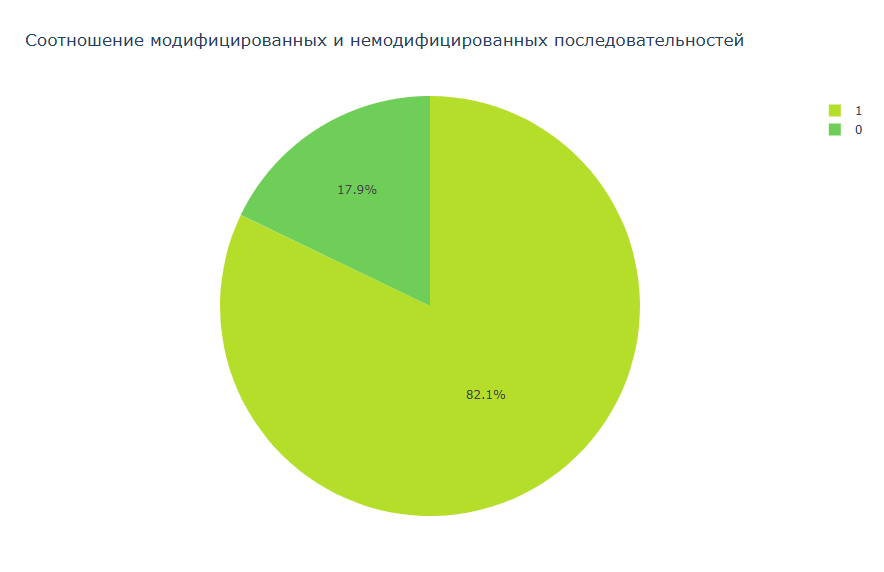 Соотношение модифицированных и немодифицированных последовательностей
1
0
17.9%
82.1%